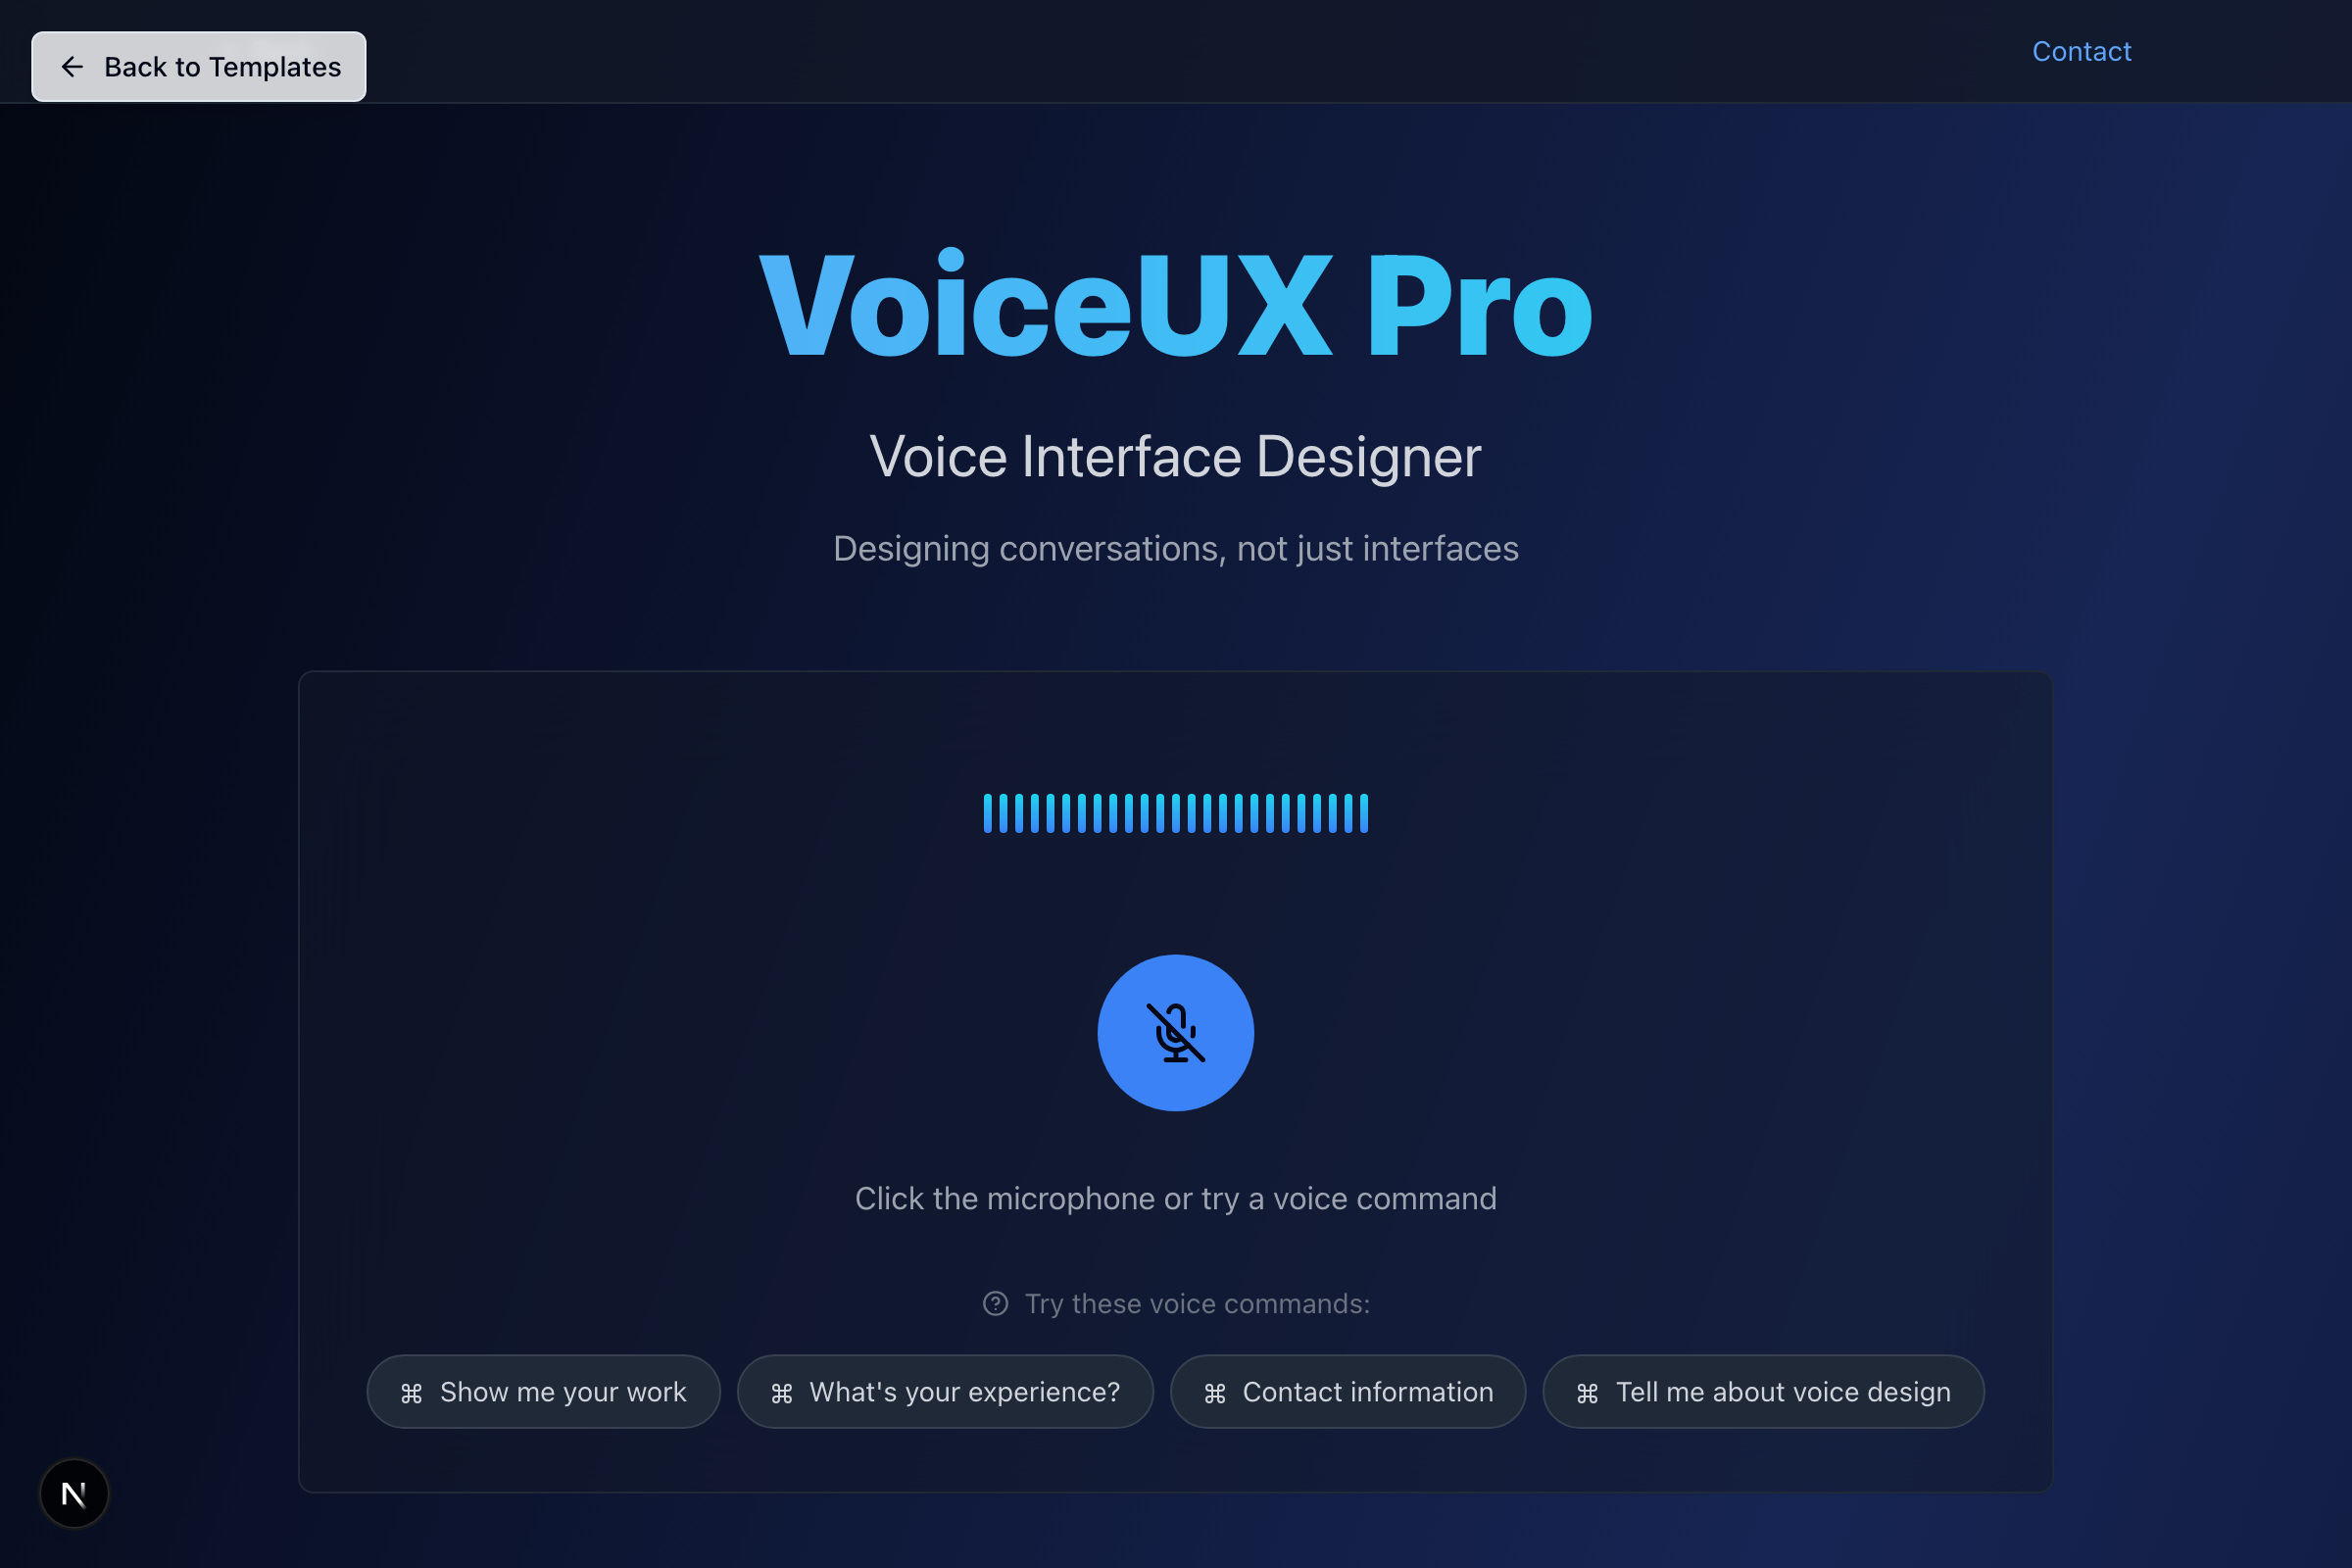 Back to Templates
Contact
VoiceUX Pro
Voice Interface Designer
Designing conversations, not just interfaces
Click the microphone or try a voice command
Try these voice commands:
⌘ Show me your work
⌘ What's your experience?
⌘ Contact information
⌘ Tell me about voice design
N